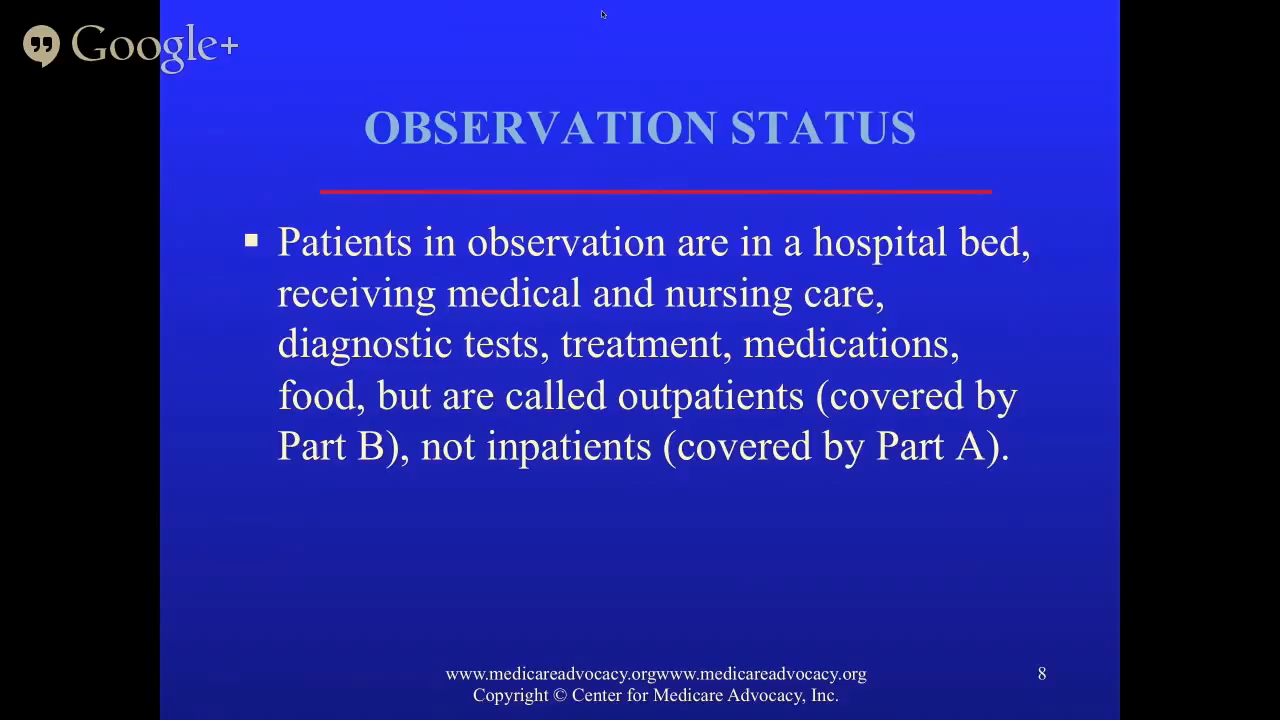 Google+
OBSERVATION STATUS
▪ Patients in observation are in a hospital bed,
receiving medical and nursing care,
diagnostic tests, treatment, medications,
food, but are called outpatients (covered by
Part B), not inpatients (covered by Part A).
www.medicareadvocacy.orgwww.medicareadvocacy.org
8
Copyright © Center for Medicare Advocacy, Inc.